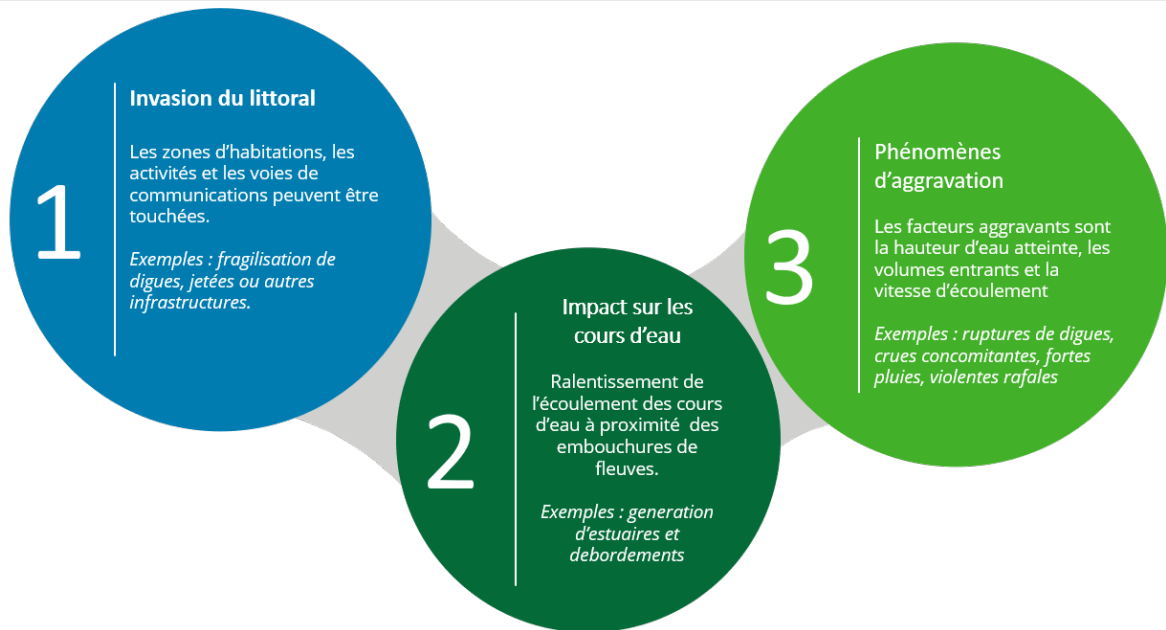 1
Invasion du littoral
Les zones d’habitations, les
activités et les voies de
communications peuvent être
touchées.
Exemples : fragilisation de
digues, jetées ou autres
infrastructures.
2
Impact sur les
cours d’eau
Ralentissement de
l’écoulement des cours
d’eau à proximité des
embouchures de
fleuves.
Exemples : generation
d’estuaires et
debordements
3
Phénomènes
d’aggravation
Les facteurs aggravants sont
la hauteur d’eau atteinte, les
volumes entrants et la
vitesse d’écoulement
Exemples : ruptures de digues,
crues concomitantes, fortes
pluies, violentes rafales